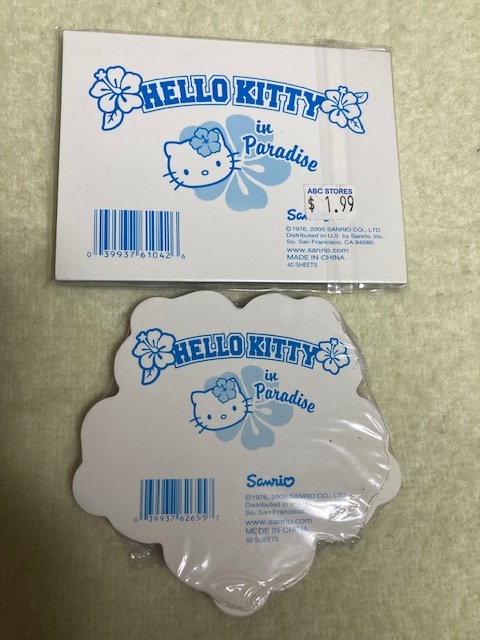 HELLO KITTY
in
Paradise
ABC STORES
$ 1.99
0 39937 61042 6
©1976, 2005 SANRIO CO., LTD.
Distributed in U.S. by Sanrio, Inc.
So. San Francisco, CA 94080
www.sanrio.com
MADE IN CHINA
40 SHEETS
HELLO KITTY
in
Paradise
Sanrio
0 39937 62655 7
©1976, 2005 SANRIO CO., LTD.
Distributed in
So. San Francisco,
www.sanrio.com
MADE IN CHINA
40 SHEETS